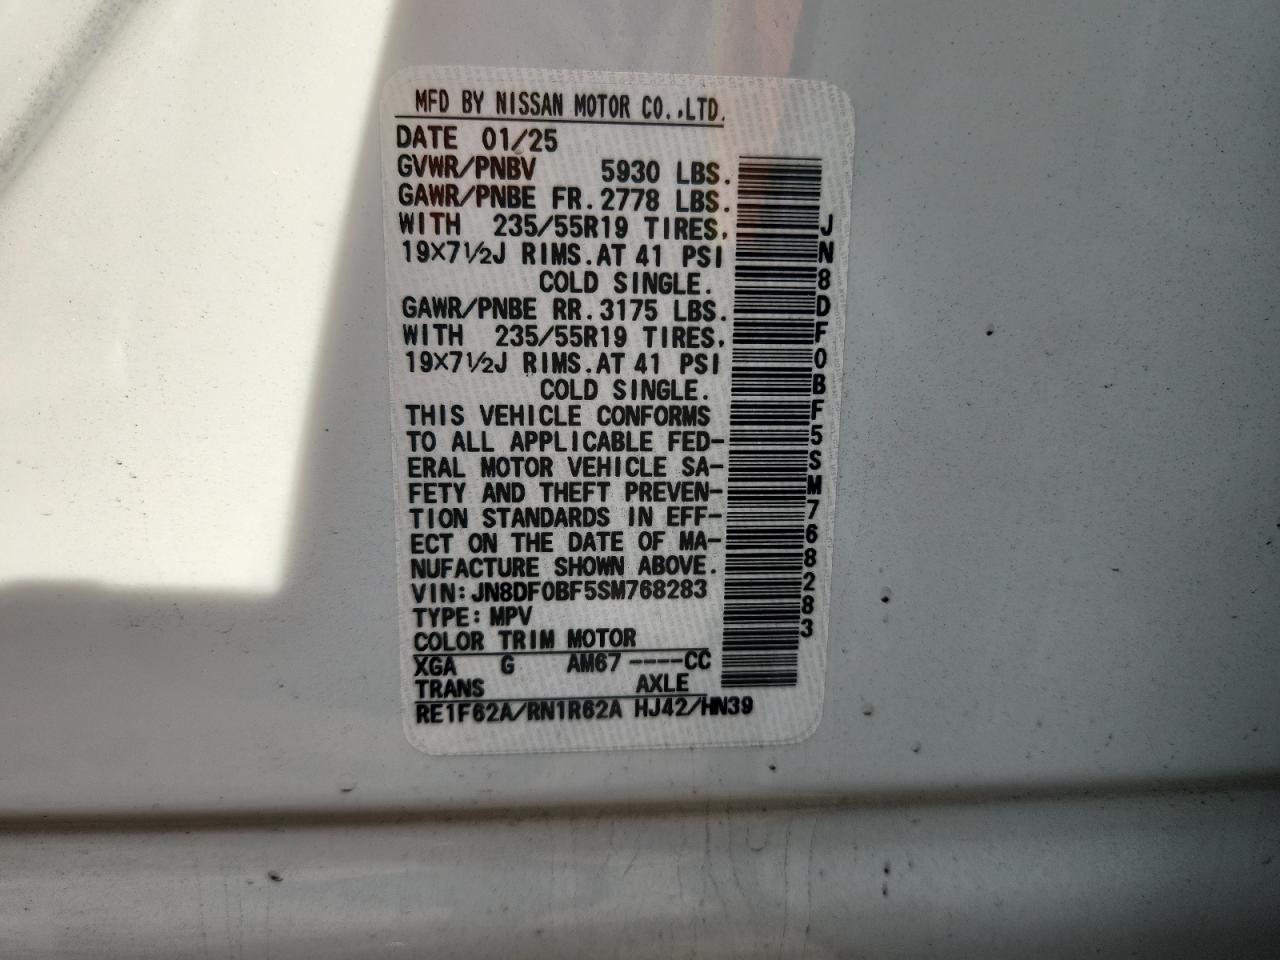 MFD BY NISSAN MOTOR CO.,LTD.
DATE 01/25
GVWR/PNBV 5930 LBS.
GAWR/PNBE FR. 2778 LBS.
WITH 235/55R19 TIRES,
19X7½J RIMS.AT 41 PSI
COLD SINGLE.
GAWR/PNBE RR. 3175 LBS.
WITH 235/55R19 TIRES.
19X7½J RIMS.AT 41 PSI
COLD SINGLE.
THIS VEHICLE CONFORMS
TO ALL APPLICABLE FED-
ERAL MOTOR VEHICLE SA-
FETY AND THEFT PREVEN-
TION STANDARDS IN EFF-
ECT ON THE DATE OF MA-
NUFACTURE SHOWN ABOVE.
VIN:JN8DF0BF5SM768283
TYPE:MPV
COLOR TRIM MOTOR
XGA G AM67 ----CC
TRANS AXLE
RE1F62A/RN1R62A HJ42/HN39
JN8DF0BF5SM768283